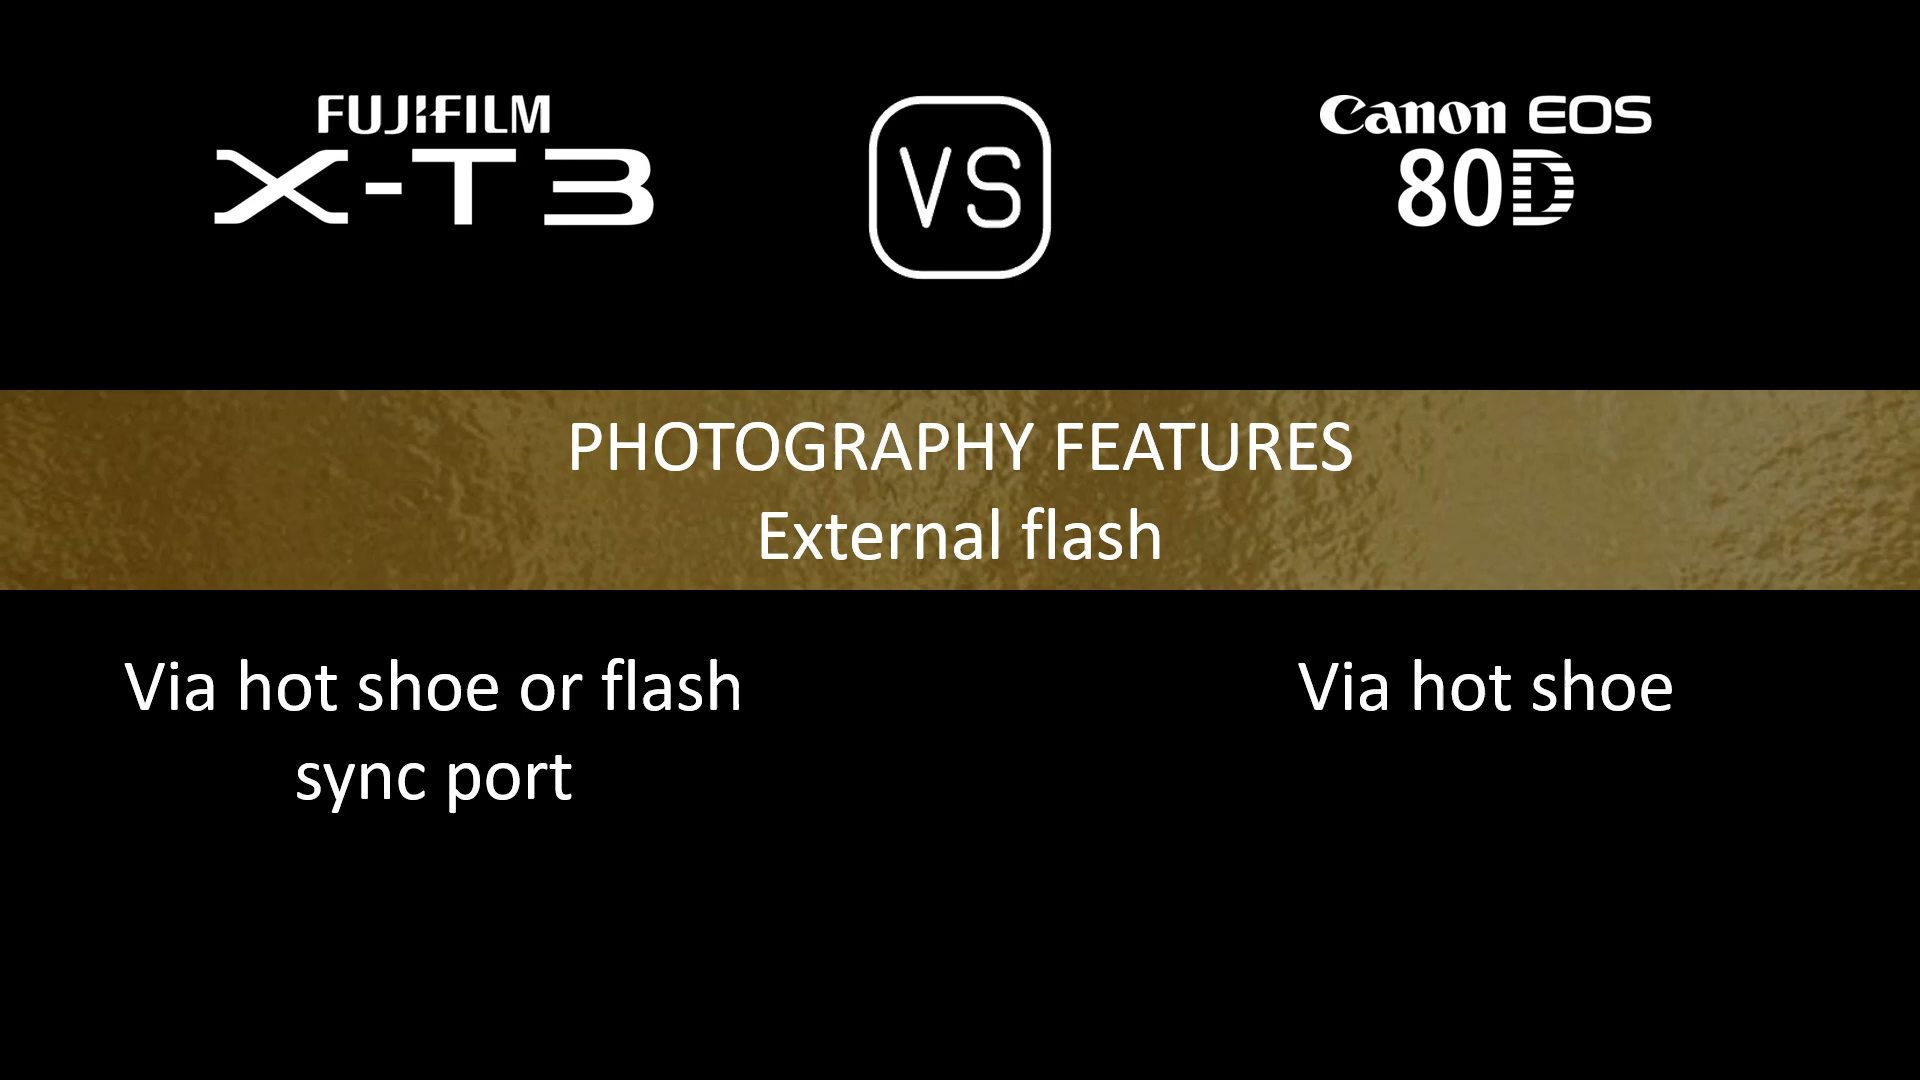 FUJIFILM
X-T3
VS
Canon EOS
80D
PHOTOGRAPHY FEATURES
External flash
Via hot shoe or flash
sync port
Via hot shoe